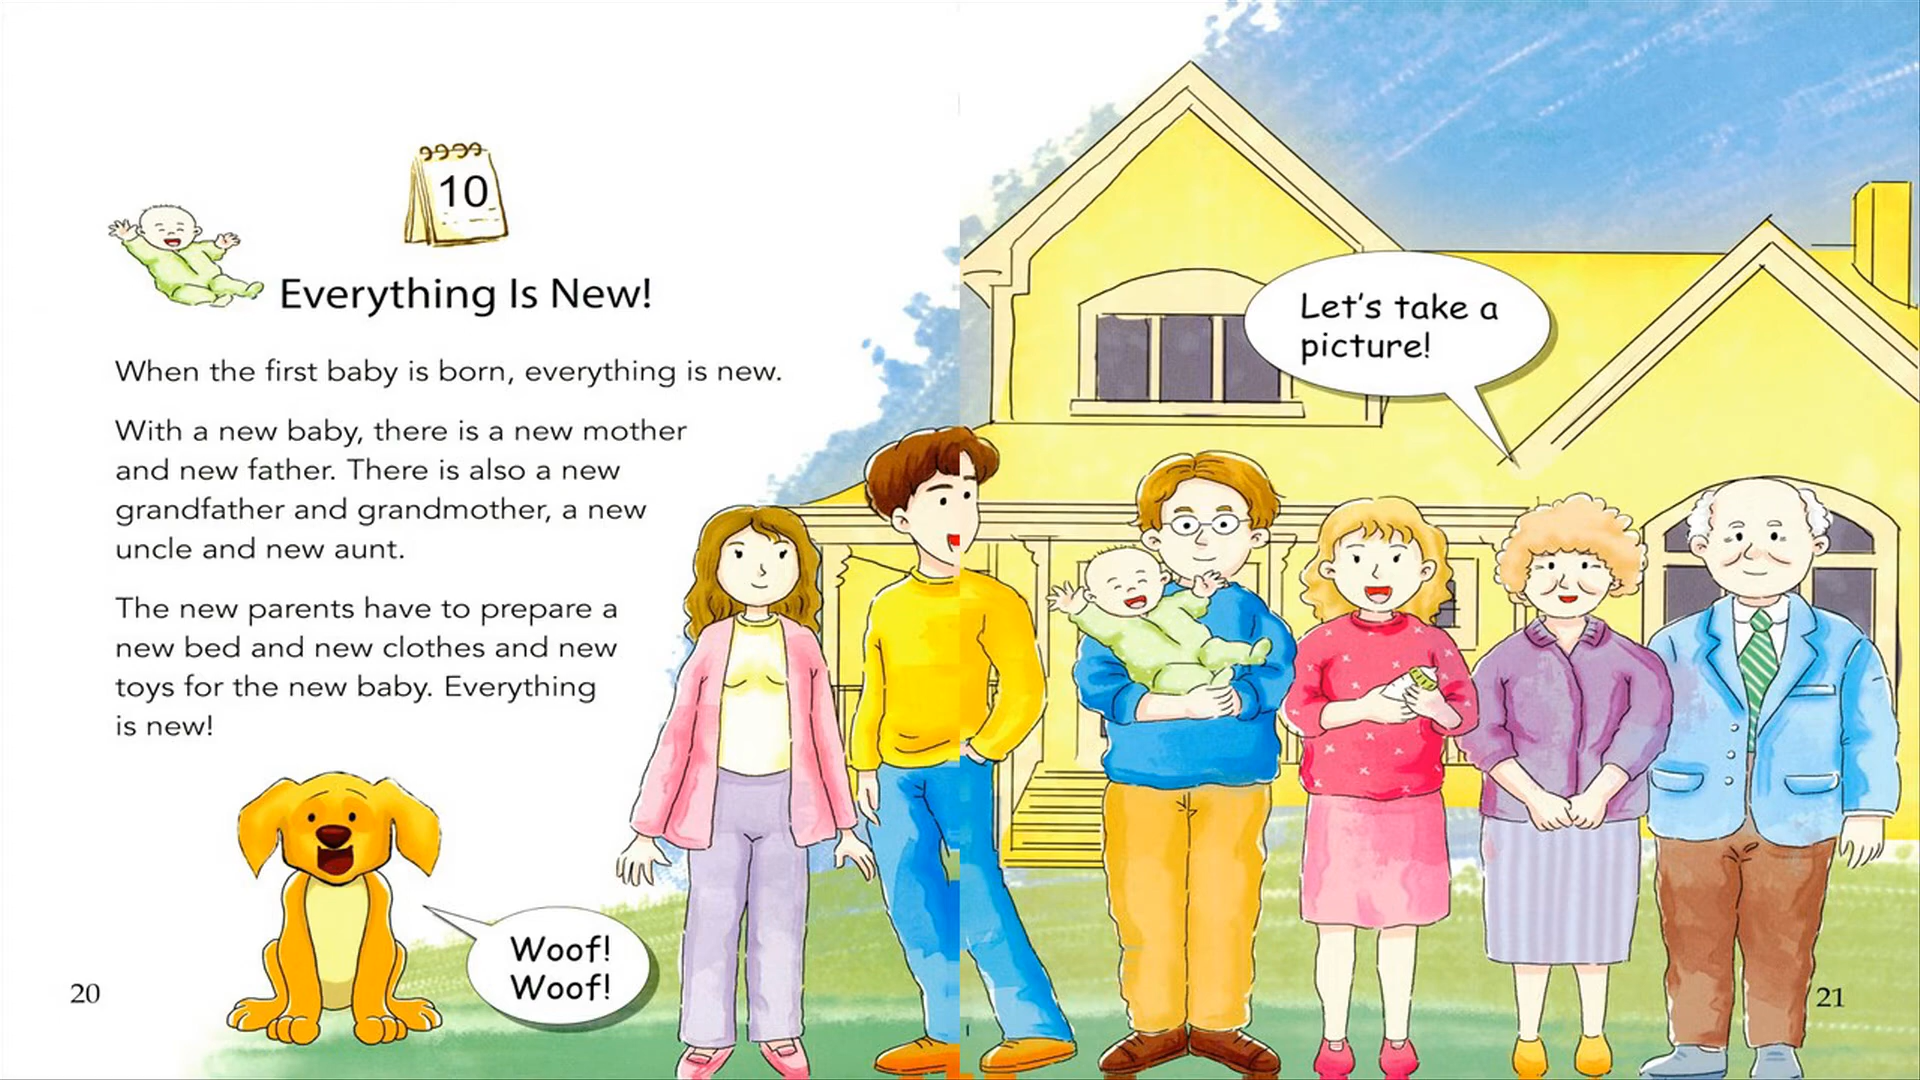 10
Everything Is New!
When the first baby is born, everything is new.
With a new baby, there is a new mother
and new father. There is also a new
grandfather and grandmother, a new
uncle and new aunt.
The new parents have to prepare a
new bed and new clothes and new
toys for the new baby. Everything
is new!
Woof!
Woof!
20
Let's take a
picture!
21